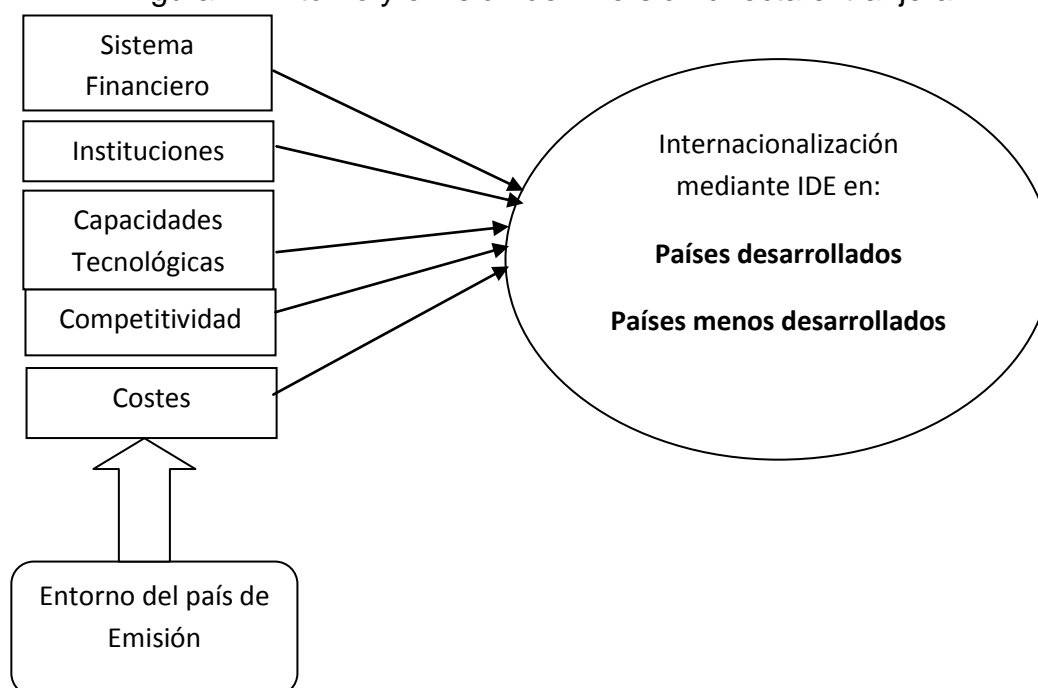 Sistema
Financiero
Instituciones
Capacidades
Tecnológicas
Competitividad
Costes
Entorno del país de
Emisión
Internacionalización
mediante IDE en:
Países desarrollados
Países menos desarrollados